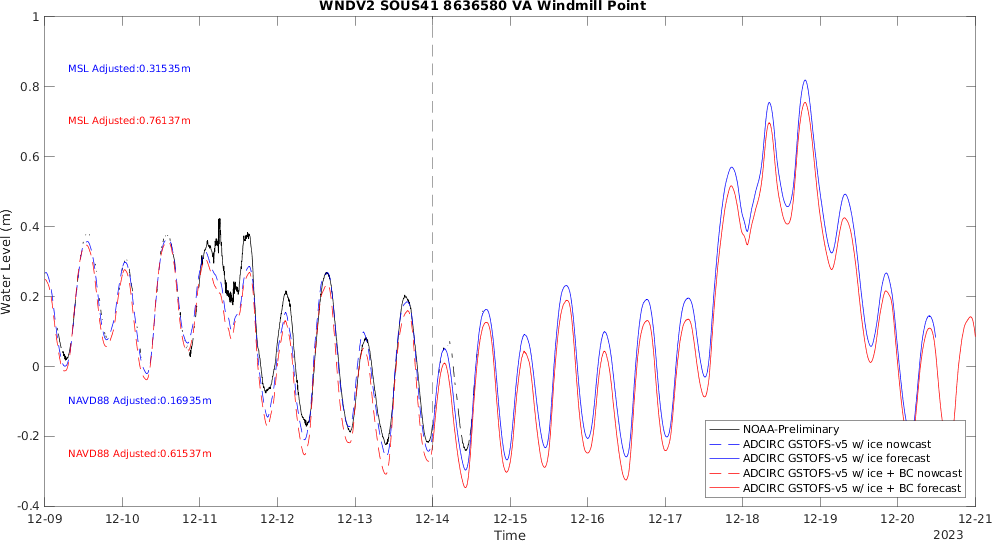 WNDV2 SOUS41 8636580 VA Windmill Point
1
0.8
0.6
0.4
0.2
0
-0.2
-0.4
Water Level (m)
MSL Adjusted:0.31535m
MSL Adjusted:0.76137m
NAVD88 Adjusted:0.16935m
NAVD88 Adjusted:0.61537m
NOAA-Preliminary
ADCIRC GSTOFS-v5 w/ ice nowcast
ADCIRC GSTOFS-v5 w/ ice forecast
ADCIRC GSTOFS-v5 w/ ice + BC nowcast
ADCIRC GSTOFS-v5 w/ ice + BC forecast
12-09 12-10 12-11 12-12 12-13 12-14 12-15 12-16 12-17 12-18 12-19 12-20 12-21
Time
2023